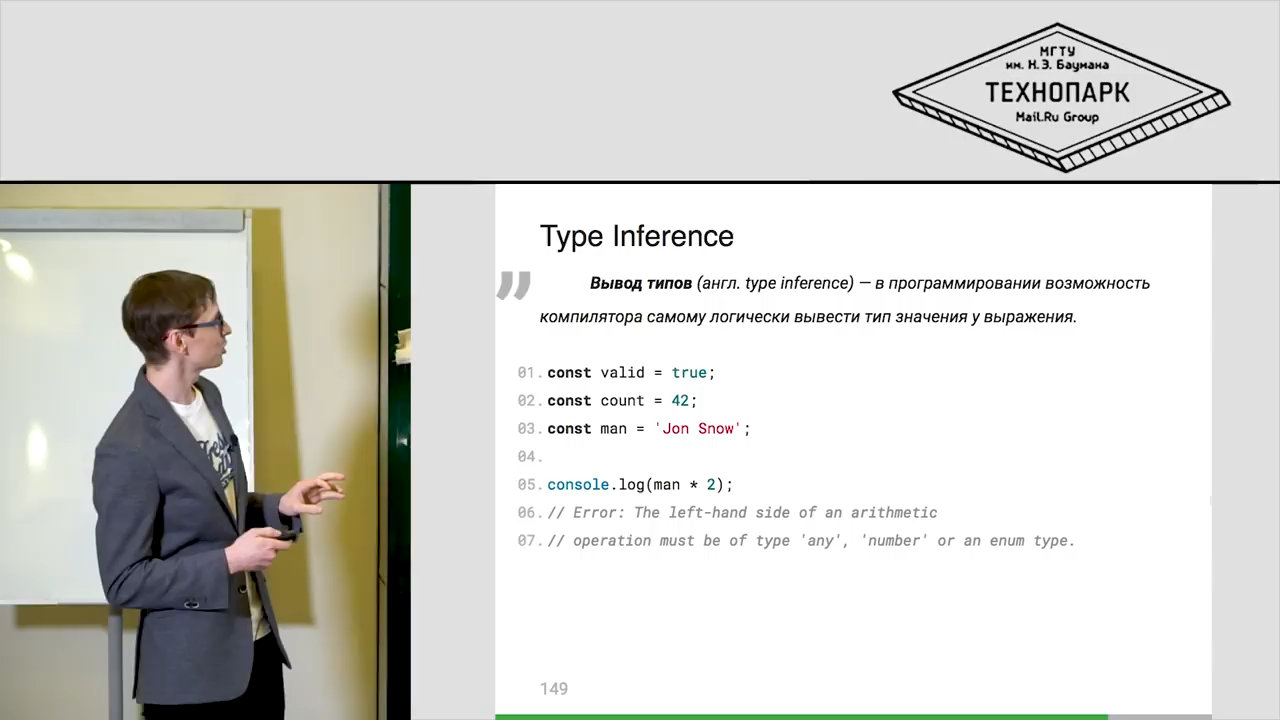 МГТУ
им. Н.Э. Баумана
ТЕХНОПАРК
Mail.Ru Group
Type Inference
” Вывод типов (англ. type inference) — в программировании возможность
компилятора самому логически вывести тип значения у выражения.
01. const valid = true;
02. const count = 42;
03. const man = 'Jon Snow';
04.
05. console.log(man * 2);
06. // Error: The left-hand side of an arithmetic
07. // operation must be of type 'any', 'number' or an enum type.
149